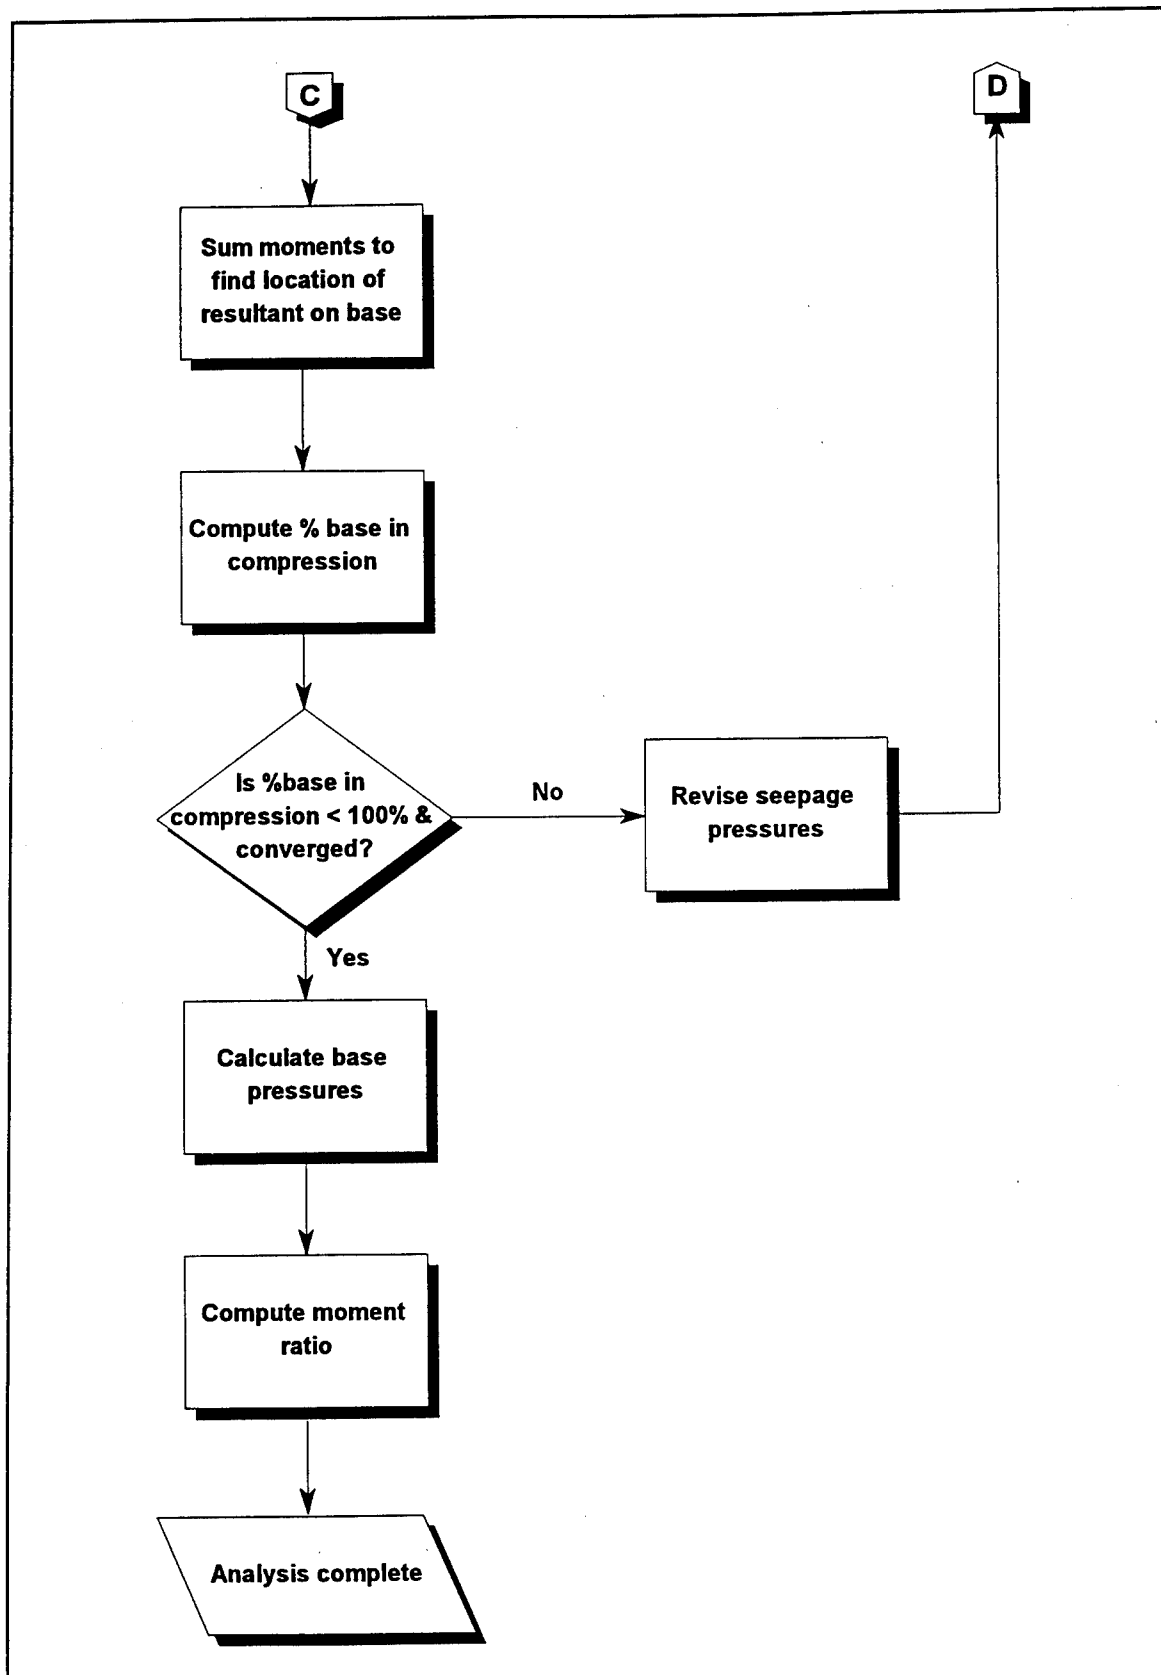 C
D
Sum moments to
find location of
resultant on base
Compute % base in
compression
Is %base in
compression < 100% &
converged?
No
Revise seepage
pressures
Yes
Calculate base
pressures
Compute moment
ratio
Analysis complete